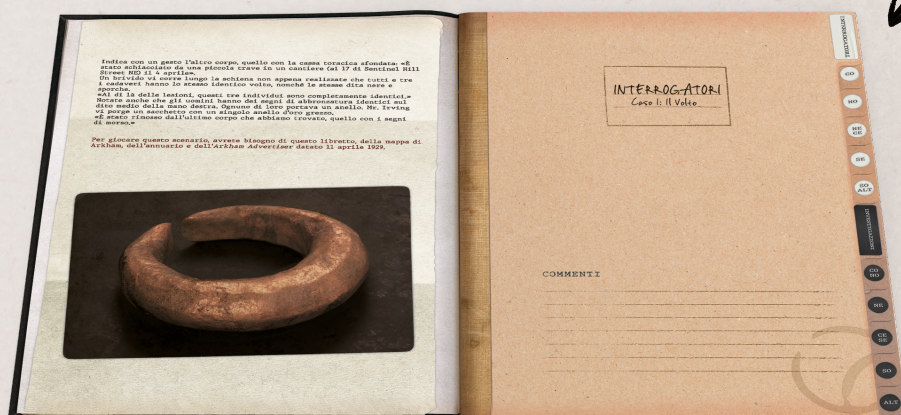 Indica con un gesto l'altro corpo, quello con la cassa toracica sfondata: «È
stato schiacciato da una piccola trave in un cantiere (al 17 di Sentinel Hill
Street NE) il 4 aprile».
Un brivido vi corre lungo la schiena non appena realizzate che tutti e tre
i cadaveri hanno lo stesso identico volto, nonché le stesse dita nere e
sporche.
«Al di là delle lesioni, questi tre individui sono completamente identici.»
Notate anche che gli uomini hanno dei segni di abbronzatura identici sul
dito medio della mano destra. Ognuno di loro portava un anello. Mr. Irving
vi porge un sacchetto con un singolo anello d'oro grezzo.
«È stato rimosso dall'ultimo corpo che abbiamo trovato, quello con i segni
di morso.»
Per giocare questo scenario, avrete bisogno di questo libretto, della mappa di
Arkham, dell'annuario e dell'Arkham Advertiser datato 11 aprile 1929.
INTERROGATORI
Caso 1: Il Volto
COMMENTI
INTERROGATORI
CO
NO
NE
CE
SE
SO
ALT
INVESTIGAZIONI
CO
NO
NE
CE
SE
SO
ALT